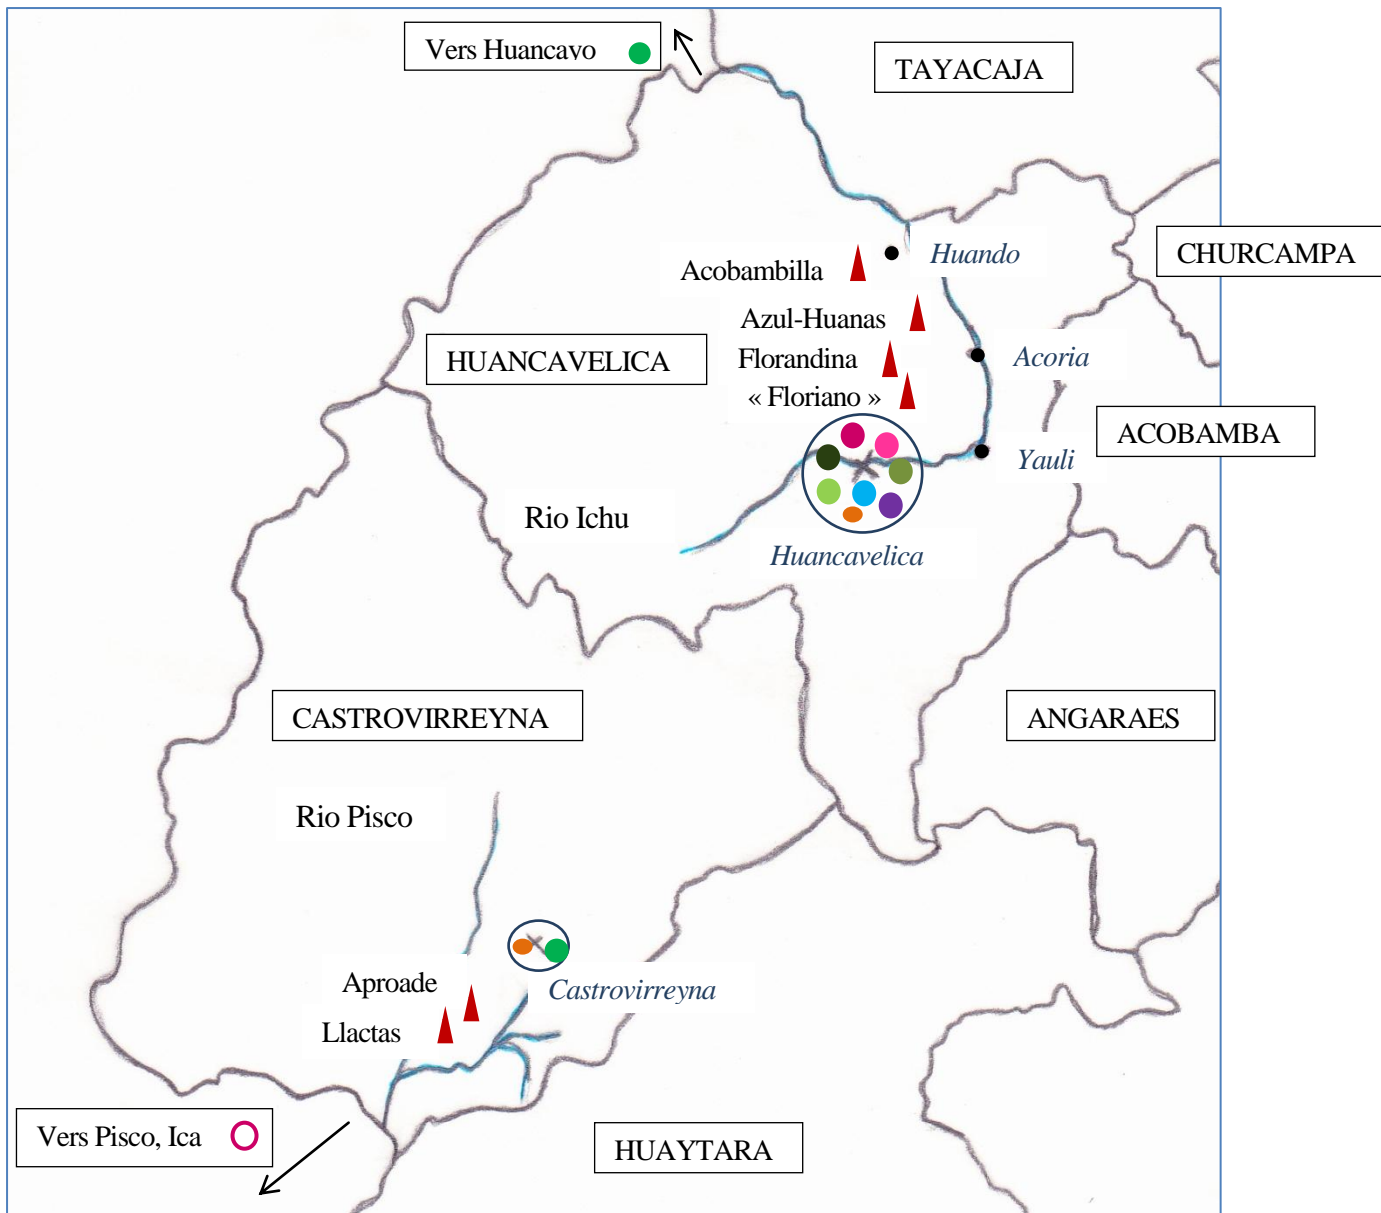 Vers Huancavo
TAYACAJA
CHURCAMPA
Huando
Acobambilla
Azul-Huanas
HUANCAVELICA
Florandina
Acoria
« Floriano »
ACOBAMBA
Yauli
Rio Ichu
Huancavelica
CASTROVIRREYNA
ANGARAES
Rio Pisco
Aproade
Castrovirreyna
Llactas
Vers Pisco, Ica
HUAYTARA